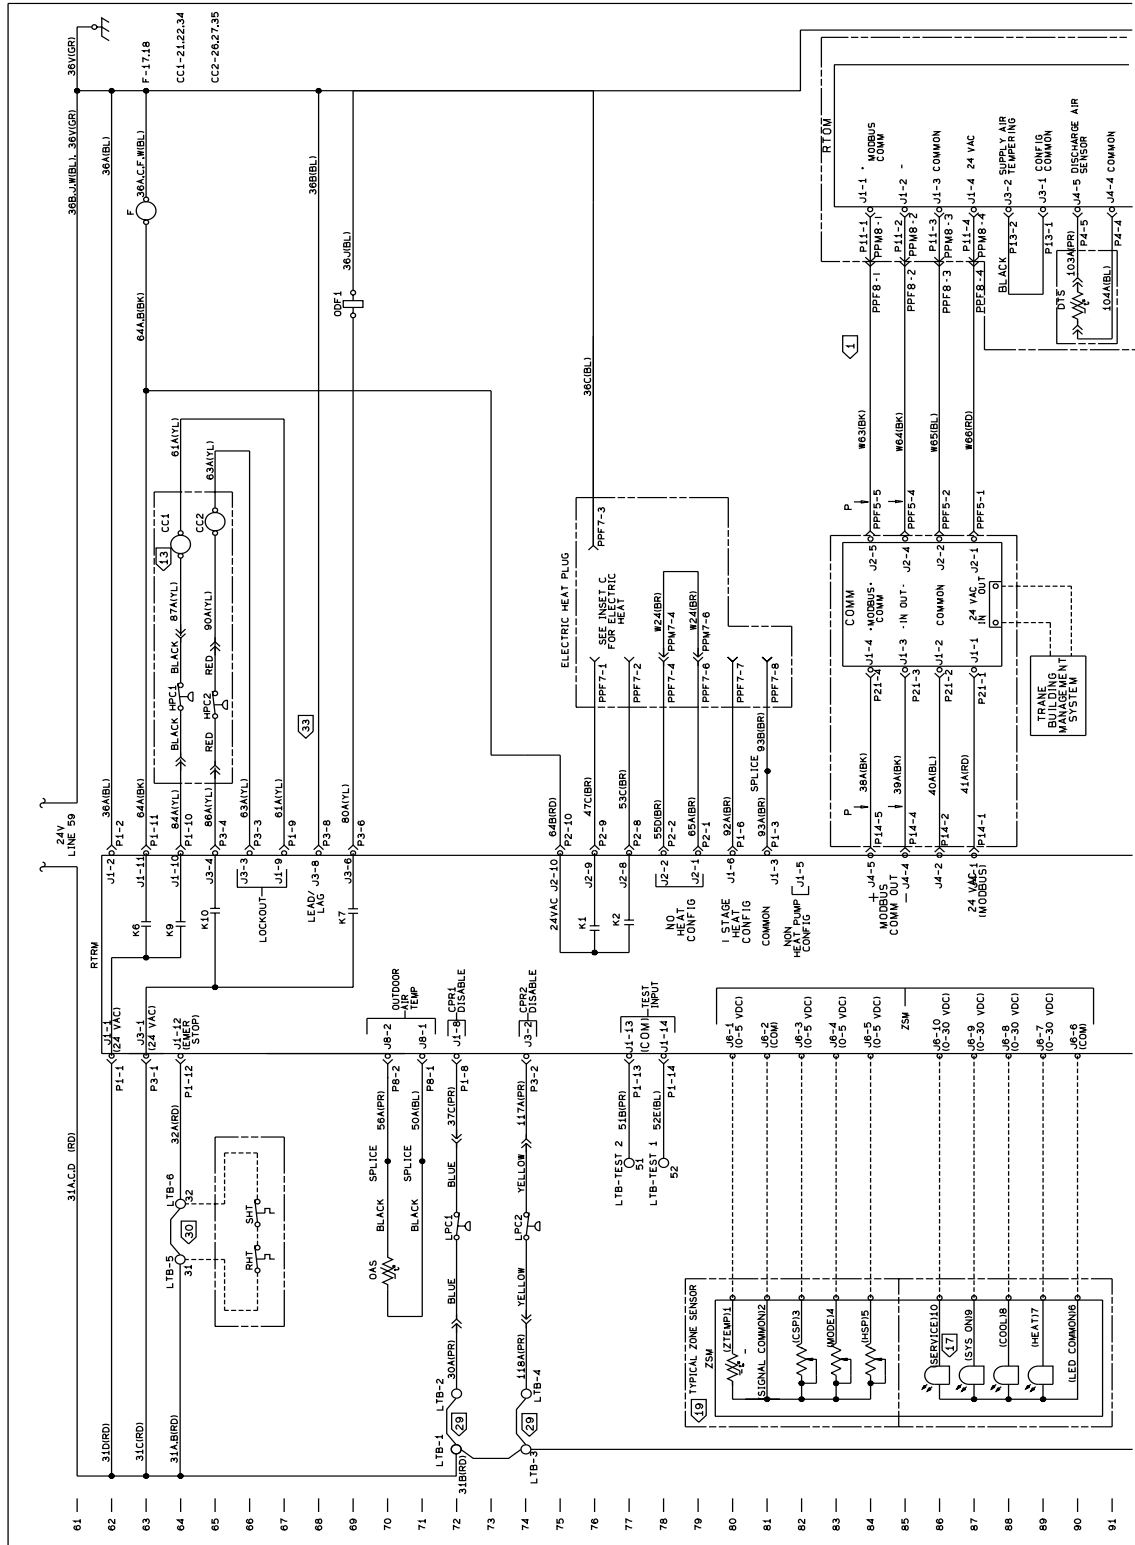 61
62
63
64
65
66
67
68
69
70
71
72
73
74
75
76
77
78
79
80
81
82
83
84
85
86
87
88
89
90
91
31A,C,D (RD)
24V
LINE 59
36B,J,W(BL), 36V(GR)
36V(GR)
31D(RD)
P1-1
J1-1
(24 VAC)
RTRM
J1-2
P1-2
36A(BL)
36A(BL)
31C(RD)
P3-1
J3-1
(24 VAC)
K6
J1-11
P1-11
64A(BK)
64A,B(BK)
F
36A,C,F,W(BL)
F-17,18
31A,B(RD)
LTB-5
31
30
LTB-6
32
32A(RD)
P1-12
J1-12
(EMER
STOP)
K9
J1-10
P1-10
84A(YL)
BLACK
HPC1
BLACK
87A(YL)
13
CC1
61A(YL)
CC1-21,22,34
K10
J3-4
P3-4
86A(YL)
RED
HPC2
RED
90A(YL)
CC2
63A(YL)
CC2-26,27,35
RHT
SHT
LOCKOUT
J3-3
P3-3
63A(YL)
J1-9
P1-9
61A(YL)
LEAD/
LAG
J3-8
P3-8
33
36B(BL)
K7
J3-6
P3-6
80A(YL)
ODF1
36J(BL)
OAS
BLACK
SPLICE
56A(PR)
P8-2
J8-2
OUTDOOR
AIR
TEMP
BLACK
SPLICE
50A(BL)
P8-1
J8-1
LTB-1
31B(RD)
29
LTB-2
30A(PR)
BLUE
LPC1
BLUE
37C(PR)
P1-8
J1-8
CPR1
DISABLE
LTB-3
29
LTB-4
118A(PR)
YELLOW
LPC2
YELLOW
117A(PR)
P3-2
J3-2
CPR2
DISABLE
24VAC
J2-10
P2-10
64B(RD)
K1
J2-9
P2-9
47C(BR)
PPF7-1
PPF7-3
36C(BL)
ELECTRIC HEAT PLUG
SEE INSET C
FOR ELECTRIC
HEAT
LTB-TEST 2
51
51B(PR)
P1-13
J1-13
(COM)
TEST
INPUT
K2
J2-8
P2-8
53C(BR)
PPF7-2
LTB-TEST 1
52
52E(BL)
P1-14
J1-14
NO
HEAT
CONFIG
J2-2
P2-2
55D(BR)
PPF7-4
PPM7-4
W24(BR)
J2-1
P2-1
65A(BR)
PPF7-6
PPM7-6
W24(BR)
1 STAGE
HEAT
CONFIG
J1-6
P1-6
92A(BR)
PPF7-7
COMMON
J1-3
P1-3
93A(BR)
SPLICE
93B(BR)
PPF7-8
NON
HEAT PUMP
CONFIG
J1-5
19
TYPICAL ZONE SENSOR
ZSM
(ZTEMP)1
(SIGNAL COMMON)2
(CSP)3
(MODE)4
(HSP)5
(SERVICE)10
17
(SYS ON)9
(COOL)8
(HEAT)7
(LED COMMON)6
J6-1
(0-5 VDC)
J6-2
(COM)
J6-3
(0-5 VDC)
J6-4
(0-5 VDC)
J6-5
(0-5 VDC)
ZSM
J6-10
(0-30 VDC)
J6-9
(0-30 VDC)
J6-8
(0-30 VDC)
J6-7
(0-30 VDC)
J6-6
(COM)
+
MODBUS
COMM OUT
-
J4-5
P14-5
38A(BK)
P
J4-4
P14-4
39A(BK)
J4-2
P14-2
40A(BL)
24 VAC
(MODBUS)
P14-1
41A(RD)
P21-4
J1-4
P21-3
J1-3
P21-2
J1-2
P21-1
J1-1
COMM
MODBUS
COMM
IN OUT
COMMON
24 VAC
IN OUT
J2-5
PPF5-5
J2-4
PPF5-4
J2-2
PPF5-2
J2-1
PPF5-1
P
W63(BK)
W64(BK)
W65(BL)
W66(RD)
1
TRANE
BUILDING
MANAGEMENT
SYSTEM
PPF8-1
PPF8-2
PPF8-3
PPF8-4
PPM8-1
PPM8-2
PPM8-3
PPM8-4
P11-1
P11-2
P11-3
P11-4
RTOM
J1-1
MODBUS
COMM
J1-2 -
J1-3 COMMON
J1-4 24 VAC
BLACK
P13-2
J3-2 SUPPLY AIR
TEMPERING
P13-1
J3-1 CONFIG
COMMON
DTS
103A(PR)
P4-5
J4-5 DISCHARGE AIR
SENSOR
104A(BL)
P4-4
J4-4 COMMON